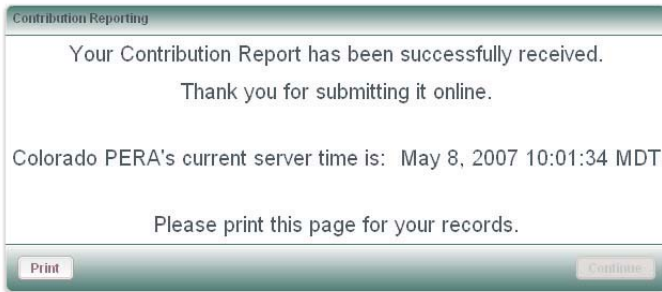 Contribution Reporting
Your Contribution Report has been successfully received.
Thank you for submitting it online.
Colorado PERA's current server time is: May 8, 2007 10:01:34 MDT
Please print this page for your records.
Print
Continue